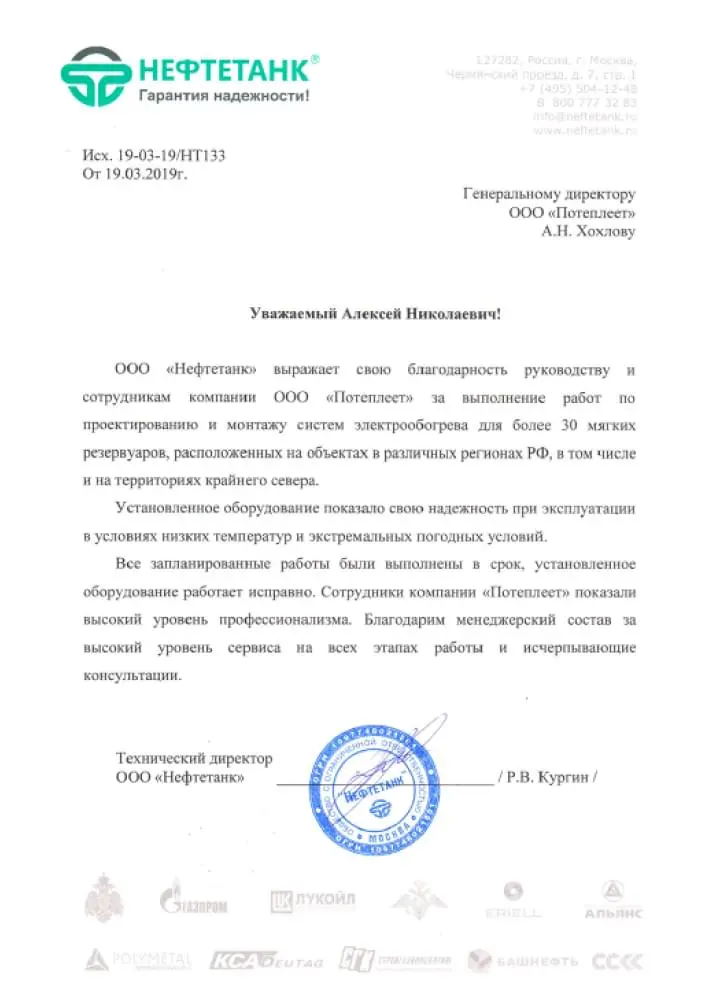 НЕФТЕТАНК®
Гарантия надежности!
127282, Россия, г. Москва,
Чермянский проезд, д. 7, стр. 1
+7 (495) 504-12-48
8 800 777 32 83
info@neftetank.ru
www.neftetank.ru
Исх. 19-03-19/НТ133
От 19.03.2019г.
Генеральному директору
ООО «Потеплеет»
А.Н. Хохлову
Уважаемый Алексей Николаевич!
ООО «Нефтетанк» выражает свою благодарность руководству и
сотрудникам компании ООО «Потеплеет» за выполнение работ по
проектированию и монтажу систем электрообогрева для более 30 мягких
резервуаров, расположенных на объектах в различных регионах РФ, в том числе
и на территориях крайнего севера.
Установленное оборудование показало свою надежность при эксплуатации
в условиях низких температур и экстремальных погодных условий.
Все запланированные работы были выполнены в срок, установленное
оборудование работает исправно. Сотрудники компании «Потеплеет» показали
высокий уровень профессионализма. Благодарим менеджерский состав за
высокий уровень сервиса на всех этапах работы и исчерпывающие
консультации.
Технический директор
ООО «Нефтетанк» / Р.В. Кургин /
ОБЩЕСТВО С ОГРАНИЧЕННОЙ ОТВЕТСТВЕННОСТЬЮ
"НЕФТЕТАНК"
МОСКВА
ГАЗПРОМ
ЛУКОЙЛ
ERIELL
АЛЬЯНС
POLYMETAL
KCA DEUTAG
СГК
БАШНЕФТЬ